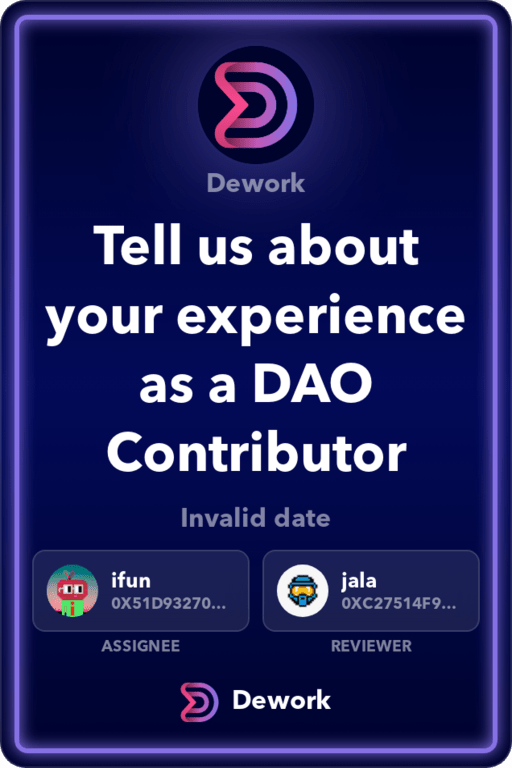 Dework
Tell us about
your experience
as a DAO
Contributor
Invalid date
ifun
0X51D93270...
jala
0XC27514F9...
ASSIGNEE
REVIEWER
Dework